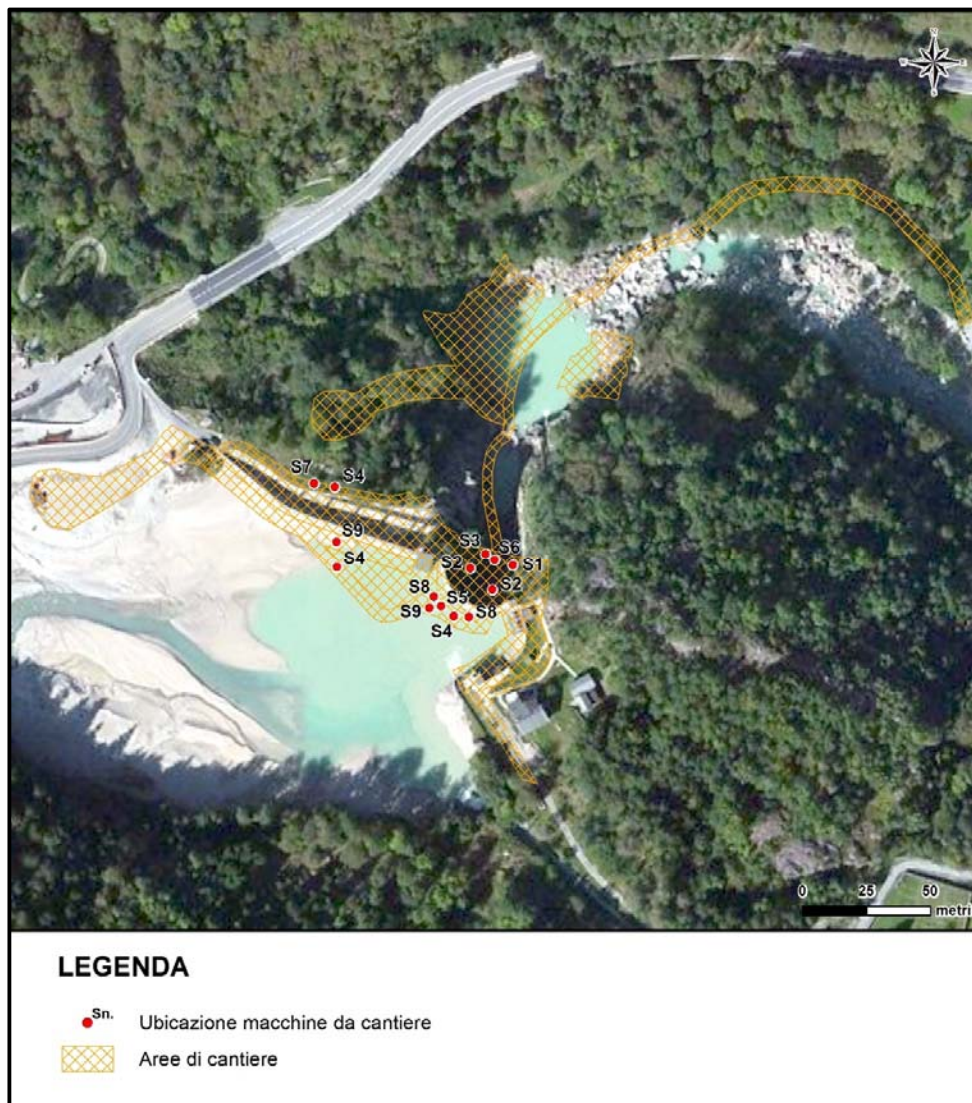 S7 S4
S9
S4
S3
S6
S2
S1
S2
S8
S5
S9
S8
S4
0 25 50
metri
LEGENDA
Sn. Ubicazione macchine da cantiere
Aree di cantiere